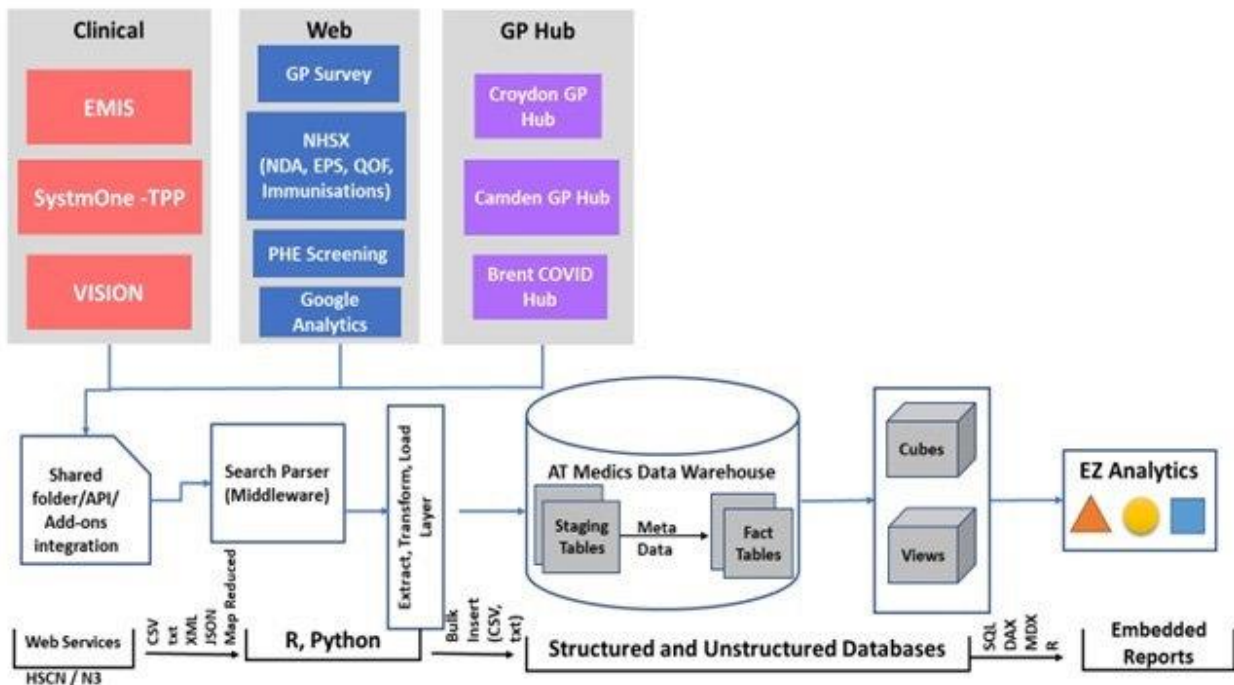 Clinical
EMIS
SystmOne -TPP
VISION
Web
GP Survey
NHSX
(NDA, EPS, QOF,
Immunisations)
PHE Screening
Google
Analytics
GP Hub
Croydon GP
Hub
Camden GP Hub
Brent COVID
Hub
Shared
folder/API/
Add-ons
integration
Search Parser
(Middleware)
Extract, Transform, Load
Layer
AT Medics Data Warehouse
Staging
Tables
Meta
Data
Fact
Tables
Cubes
Views
EZ Analytics
Web Services
HSCN / N3
CSV
txt
XML
JSON
Map Reduced
R, Python
Bulk
Insert
(CSV,
txt)
Structured and Unstructured Databases
SQL
DAX
MDX
R
Embedded
Reports